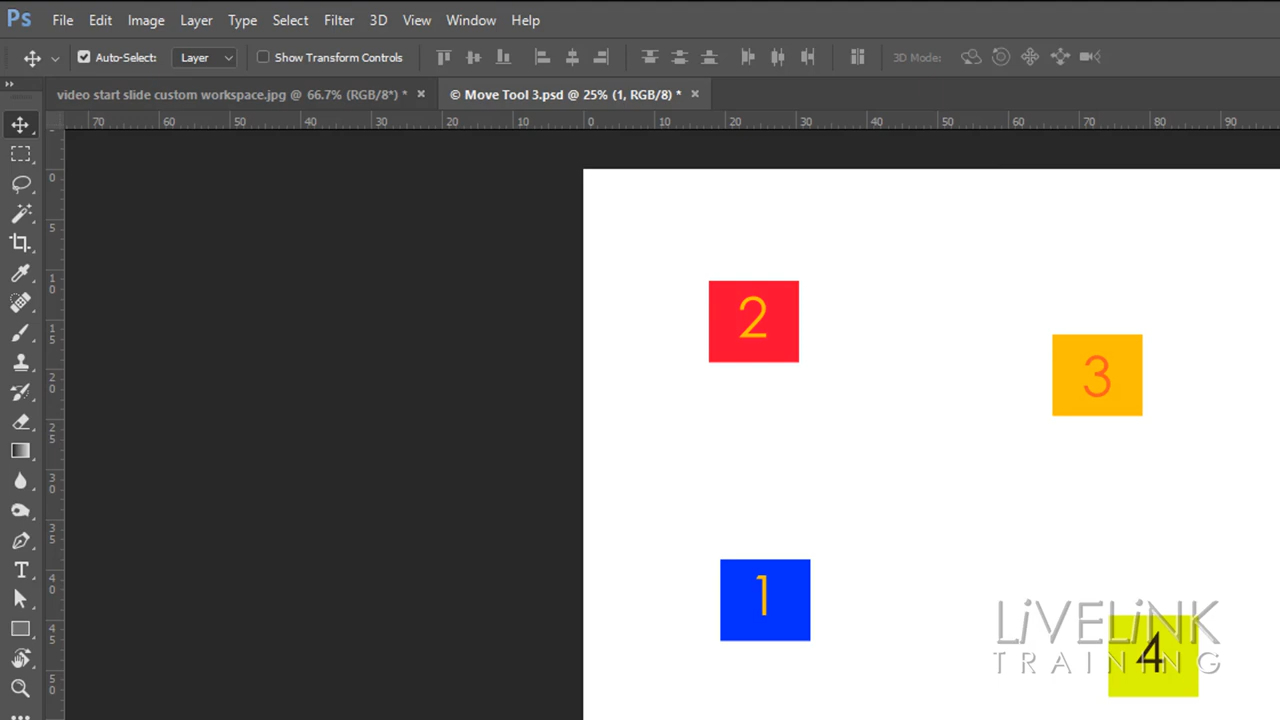 Ps File Edit Image Layer Type Select Filter 3D View Window Help
Auto-Select: Layer Show Transform Controls 3D Mode:
video start slide custom workspace.jpg @ 66.7% (RGB/8*) * × © Move Tool 3.psd @ 25% (1, RGB/8) * ×
70 60 50 40 30 20 10 0 10 20 30 40 50 60 70 80 90
0
5
10
15
20
25
30
35
40
45
50
2
3
1
4
LiVELiNK
TRAINING